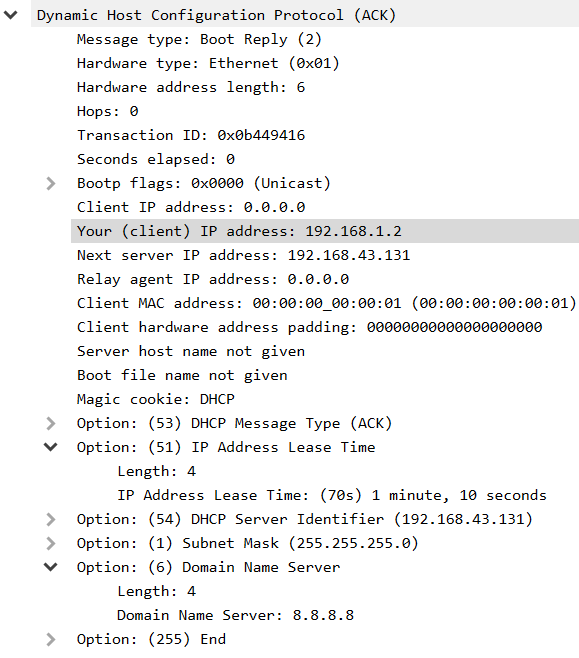 Dynamic Host Configuration Protocol (ACK)
Message type: Boot Reply (2)
Hardware type: Ethernet (0x01)
Hardware address length: 6
Hops: 0
Transaction ID: 0x0b449416
Seconds elapsed: 0
Bootp flags: 0x0000 (Unicast)
Client IP address: 0.0.0.0
Your (client) IP address: 192.168.1.2
Next server IP address: 192.168.43.131
Relay agent IP address: 0.0.0.0
Client MAC address: 00:00:00_00:00:01 (00:00:00:00:00:01)
Client hardware address padding: 00000000000000000000
Server host name not given
Boot file name not given
Magic cookie: DHCP
Option: (53) DHCP Message Type (ACK)
Option: (51) IP Address Lease Time
Length: 4
IP Address Lease Time: (70s) 1 minute, 10 seconds
Option: (54) DHCP Server Identifier (192.168.43.131)
Option: (1) Subnet Mask (255.255.255.0)
Option: (6) Domain Name Server
Length: 4
Domain Name Server: 8.8.8.8
Option: (255) End